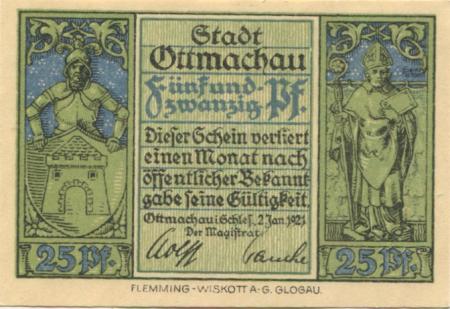 Stadt
Ottmachau
Fünfund-
zwanzig-Pf.
Dieser Schein verliert
einen Monat nach
öffentlicher Bekannt
gabe seine Gültigkeit.
Ottmachau i. Schles. 2. Jan. 1921
Der Magistrat
25 Pf.
25 Pf.
FLEMMING-WISKOTT A-G. GLOGAU.